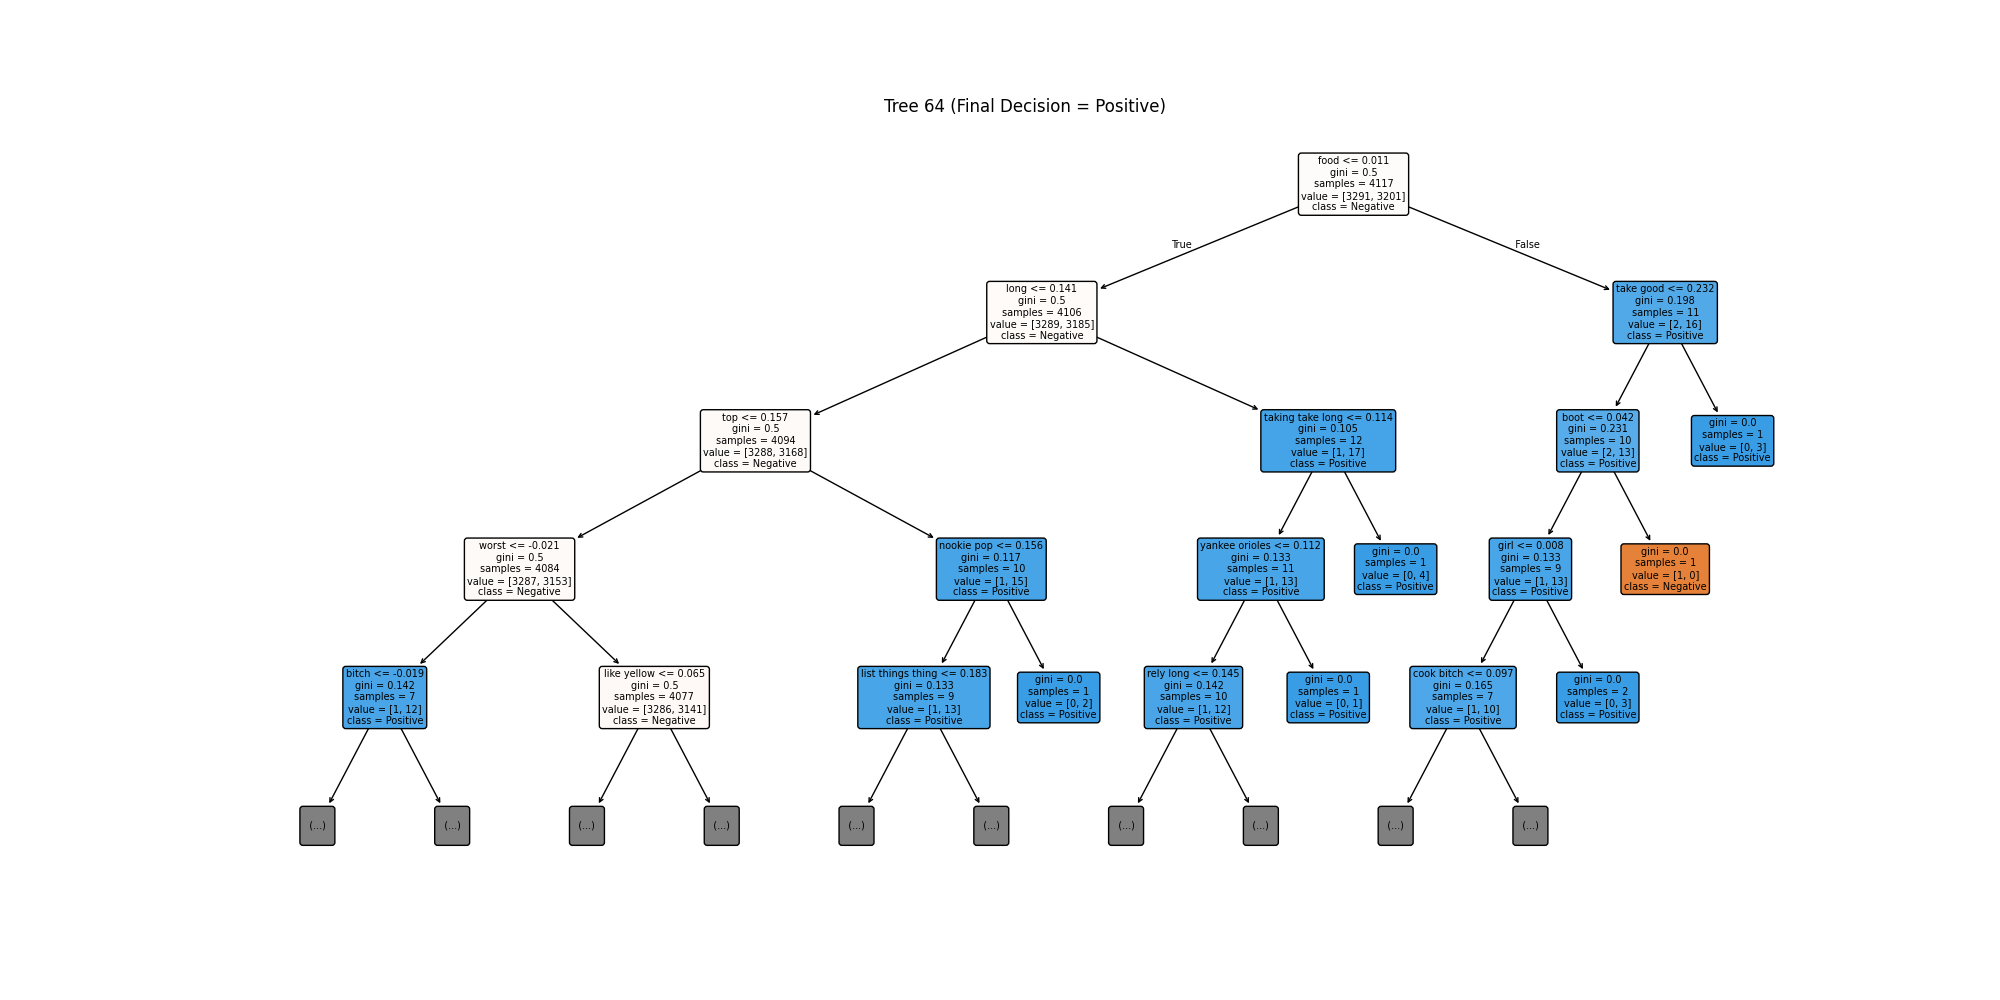 Tree 64 (Final Decision = Positive)
food <= 0.011
gini = 0.5
samples = 4117
value = [3291, 3201]
class = Negative
True
False
long <= 0.141
gini = 0.5
samples = 4106
value = [3289, 3185]
class = Negative
take good <= 0.232
gini = 0.198
samples = 11
value = [2, 16]
class = Positive
top <= 0.157
gini = 0.5
samples = 4094
value = [3288, 3168]
class = Negative
taking take long <= 0.114
gini = 0.105
samples = 12
value = [1, 17]
class = Positive
boot <= 0.042
gini = 0.231
samples = 10
value = [2, 13]
class = Positive
gini = 0.0
samples = 1
value = [0, 3]
class = Positive
worst <= -0.021
gini = 0.5
samples = 4084
value = [3287, 3153]
class = Negative
nookie pop <= 0.156
gini = 0.117
samples = 10
value = [1, 15]
class = Positive
yankee orioles <= 0.112
gini = 0.133
samples = 11
value = [1, 13]
class = Positive
gini = 0.0
samples = 1
value = [0, 4]
class = Positive
girl <= 0.008
gini = 0.133
samples = 9
value = [1, 13]
class = Positive
gini = 0.0
samples = 1
value = [1, 0]
class = Negative
bitch <= -0.019
gini = 0.142
samples = 7
value = [1, 12]
class = Positive
like yellow <= 0.065
gini = 0.5
samples = 4077
value = [3286, 3141]
class = Negative
list things thing <= 0.183
gini = 0.133
samples = 9
value = [1, 13]
class = Positive
gini = 0.0
samples = 1
value = [0, 2]
class = Positive
rely long <= 0.145
gini = 0.142
samples = 10
value = [1, 12]
class = Positive
gini = 0.0
samples = 1
value = [0, 1]
class = Positive
cook bitch <= 0.097
gini = 0.165
samples = 7
value = [1, 10]
class = Positive
gini = 0.0
samples = 2
value = [0, 3]
class = Positive
(...)
(...)
(...)
(...)
(...)
(...)
(...)
(...)
(...)
(...)